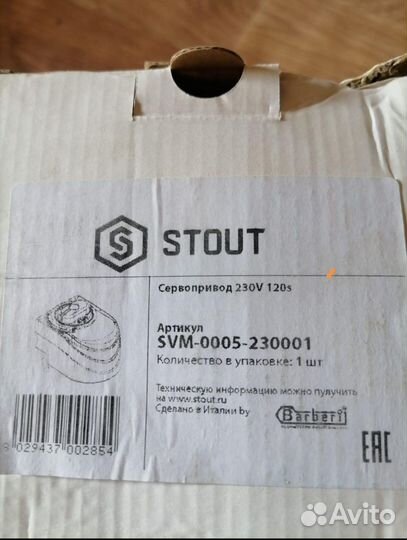 STOUT
Сервопривод 230V 120s
Артикул
SVM-0005-230001
Количество в упаковке: 1 шт
Техническую информацию можно пулучить
на www.stout.ru
Сделано в Италии by Barberi
8 029437 002854
EAC
Avito